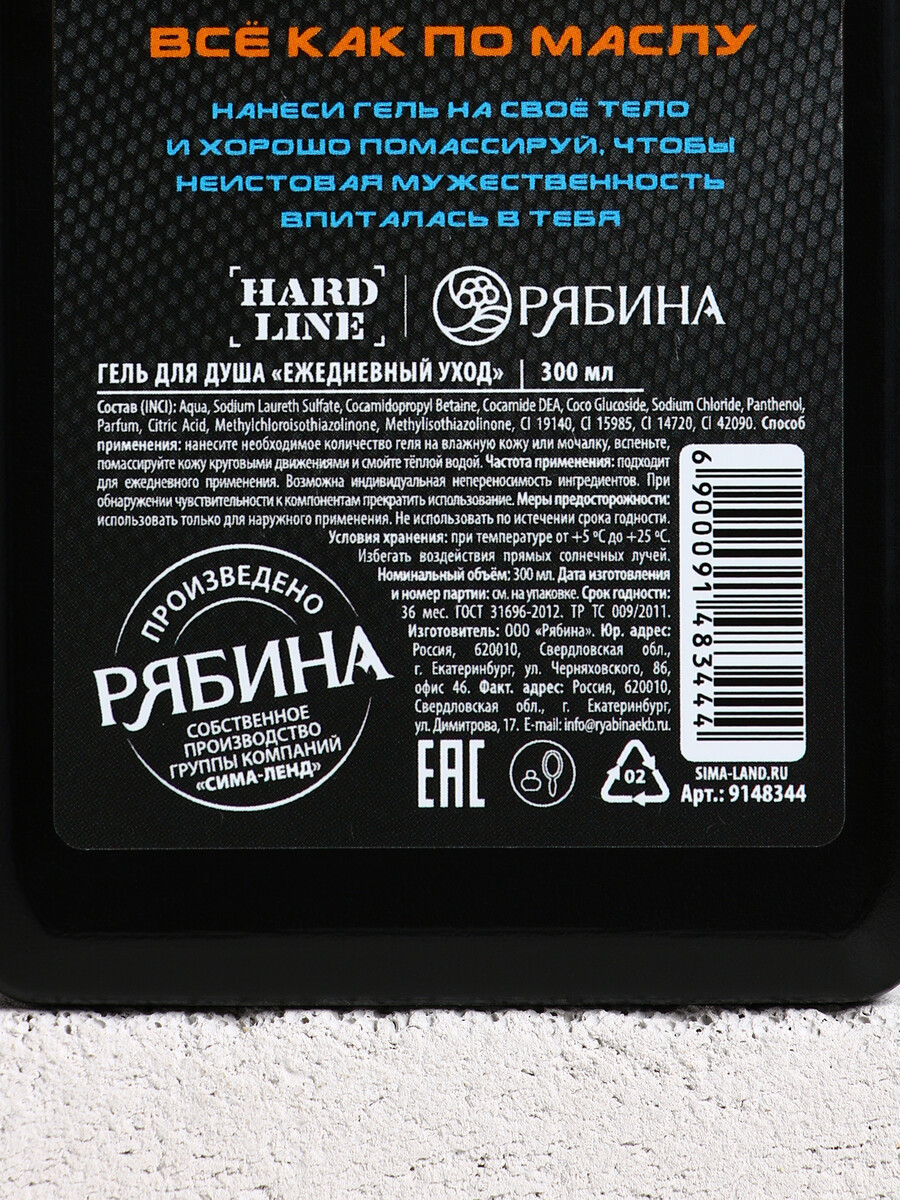 ВСЁ КАК ПО МАСЛУ
НАНЕСИ ГЕЛЬ НА СВОЁ ТЕЛО
И ХОРОШО ПОМАССИРУЙ, ЧТОБЫ
НЕИСТОВАЯ МУЖЕСТВЕННОСТЬ
ВПИТАЛАСЬ В ТЕБЯ
HARD
LINE
РЯБИНА
ГЕЛЬ ДЛЯ ДУША «ЕЖЕДНЕВНЫЙ УХОД» | 300 мл
Состав (INCI): Aqua, Sodium Laureth Sulfate, Cocamidopropyl Betaine, Cocamide DEA, Coco Glucoside, Sodium Chloride, Panthenol,
Parfum, Citric Acid, Methylchloroisothiazolinone, Methylisothiazolinone, CI 19140, CI 15985, CI 14720, CI 42090. Способ
применения: нанесите необходимое количество геля на влажную кожу или мочалку, вспеньте,
помассируйте кожу круговыми движениями и смойте тёплой водой. Частота применения: подходит
для ежедневного применения. Возможна индивидуальная непереносимость ингредиентов. При
обнаружении чувствительности к компонентам прекратить использование. Меры предосторожности:
использовать только для наружного применения. Не использовать по истечении срока годности.
Условия хранения: при температуре от +5 ºС до +25 ºС.
Избегать воздействия прямых солнечных лучей.
Номинальный объём: 300 мл. Дата изготовления
и номер партии: см. на упаковке. Срок годности:
36 мес. ГОСТ 31696-2012. ТР ТС 009/2011.
Изготовитель: ООО «Рябина». Юр. адрес:
Россия, 620010, Свердловская обл.,
г. Екатеринбург, ул. Черняховского, 86,
офис 46. Факт. адрес: Россия, 620010,
Свердловская обл., г. Екатеринбург,
ул. Димитрова, 17. E-mail: info@ryabinaekb.ru.
ПРОИЗВЕДЕНО
РЯБИНА
СОБСТВЕННОЕ
ПРОИЗВОДСТВО
ГРУППЫ КОМПАНИЙ
«СИМА-ЛЕНД»
EAC
02
6 900091 483444
SIMA-LAND.RU
Арт.: 9148344